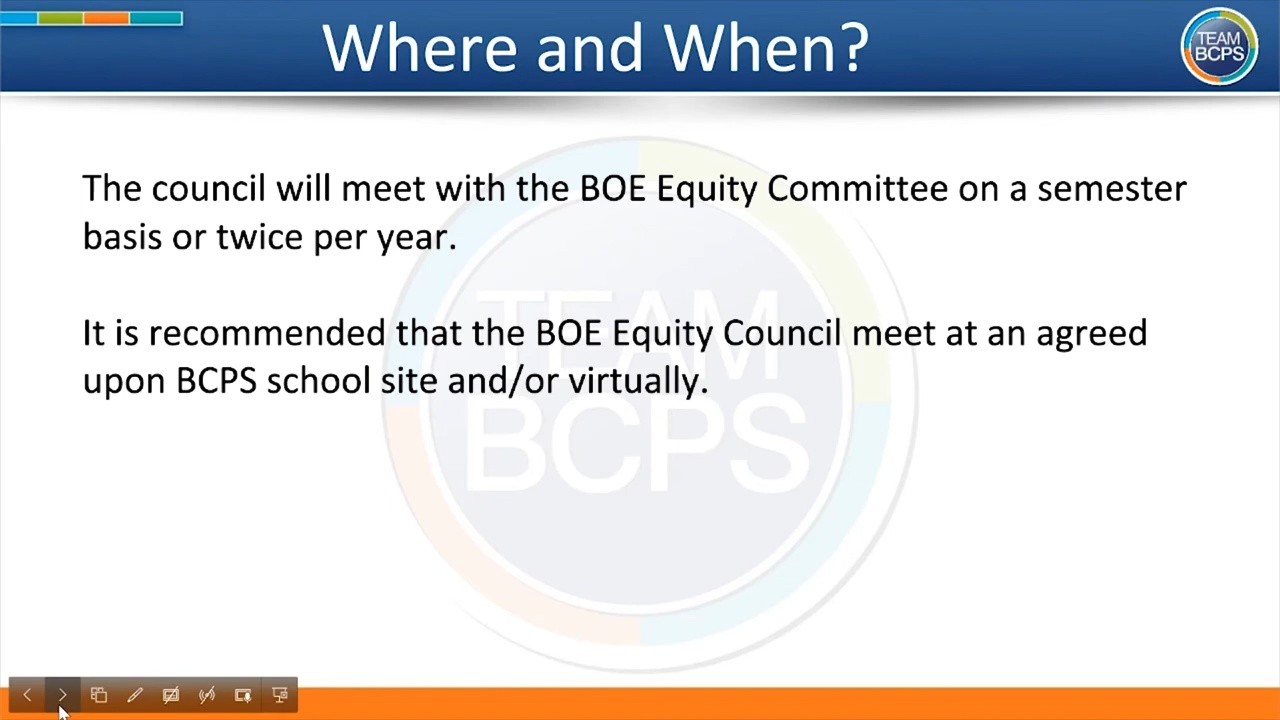 Where and When?
TEAM
BCPS
The council will meet with the BOE Equity Committee on a semester
basis or twice per year.
It is recommended that the BOE Equity Council meet at an agreed
upon BCPS school site and/or virtually.
TEAM
BCPS